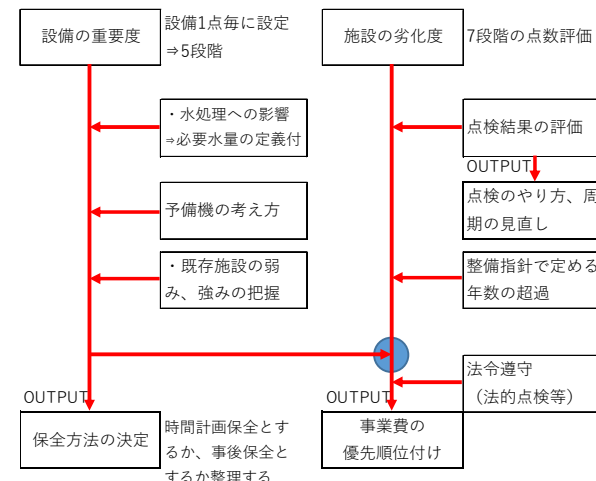 設備の重要度
設備1点毎に設定
⇒5段階
施設の劣化度
7段階の点数評価
・水処理への影響
⇒必要水量の定義付
点検結果の評価
OUTPUT
予備機の考え方
点検のやり方、周
期の見直し
・既存施設の弱
み、強みの把握
整備指針で定める
年数の超過
法令遵守
（法的点検等）
OUTPUT
OUTPUT
保全方法の決定
時間計画保全とす
るか、事後保全と
するか整理する
事業費の
優先順位付け